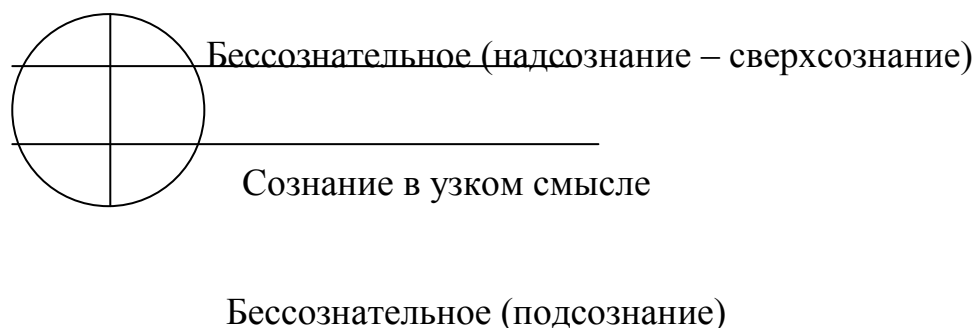 Бессознательное (надсознание – сверхсознание)
Сознание в узком смысле
Бессознательное (подсознание)